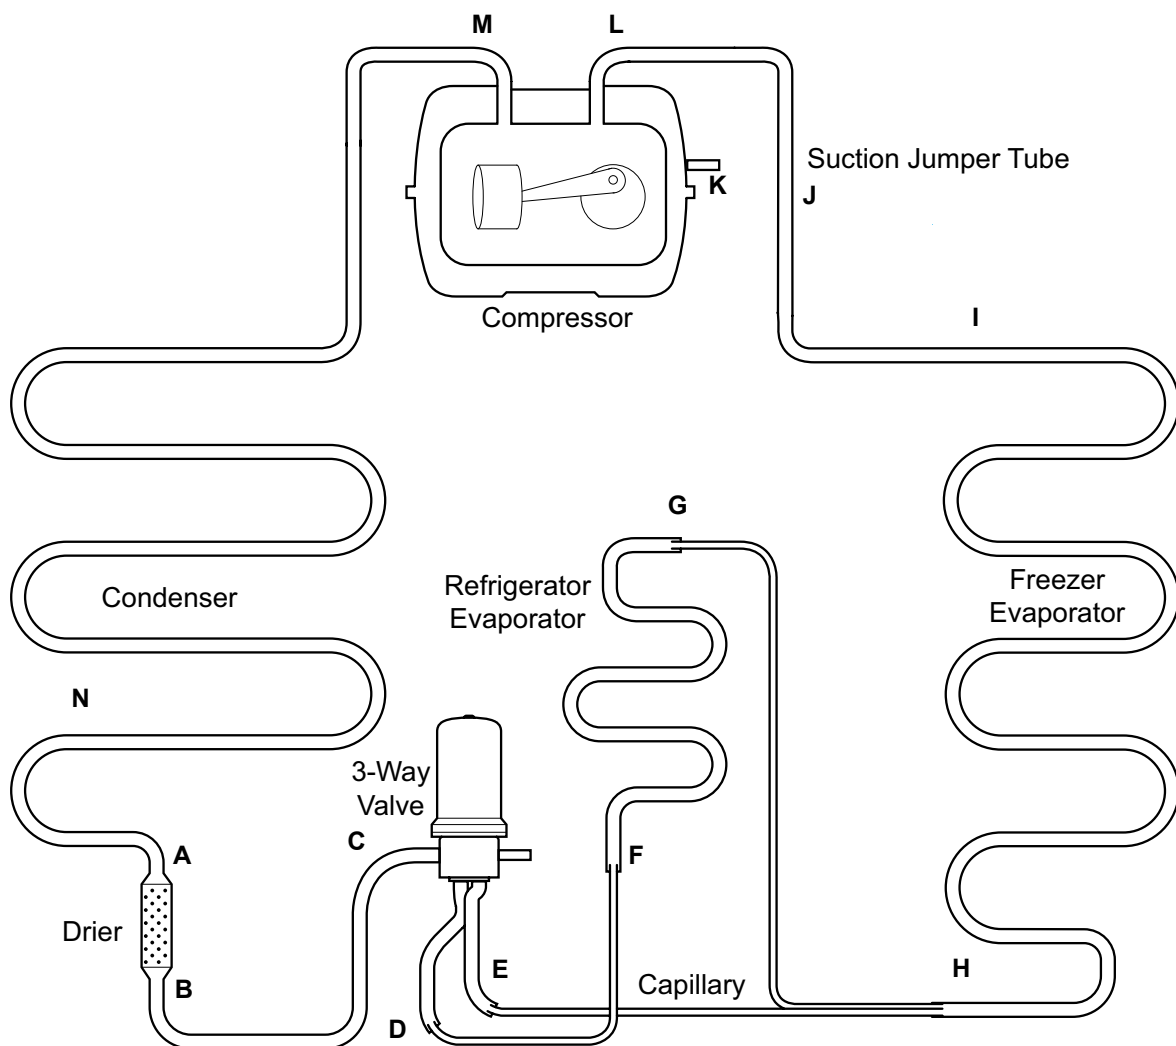 M
L
Suction Jumper Tube
K
J
Compressor
I
G
Refrigerator
Evaporator
Freezer
Evaporator
Condenser
N
3-Way
Valve
C
A
F
Drier
B
E
Capillary
H
D